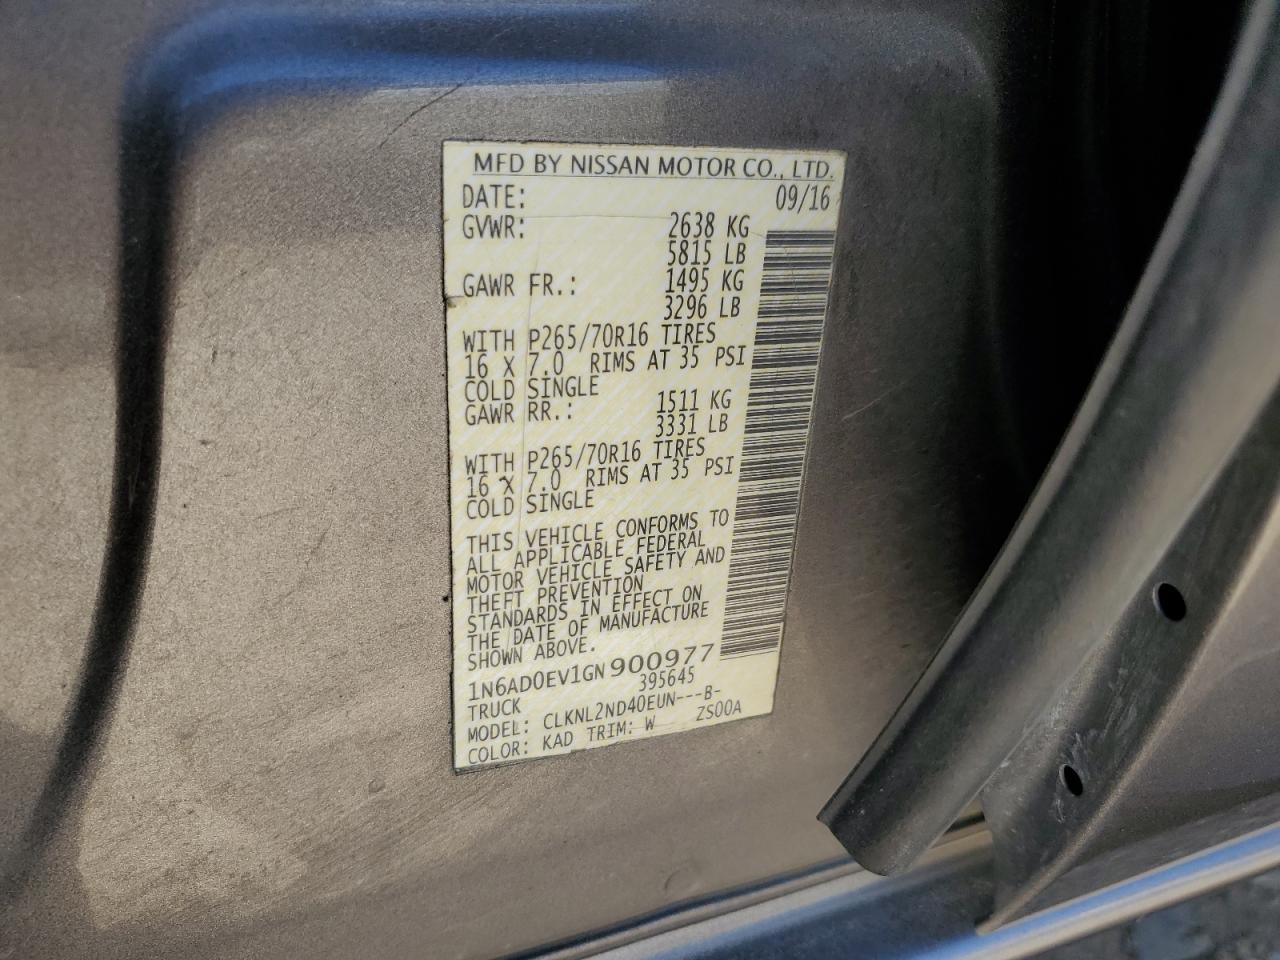 MFD BY NISSAN MOTOR CO., LTD.
DATE: 09/16
GVWR: 2638 KG
5815 LB
GAWR FR.: 1495 KG
3296 LB
WITH P265/70R16 TIRES
16 X 7.0 RIMS AT 35 PSI
COLD SINGLE
GAWR RR.: 1511 KG
3331 LB
WITH P265/70R16 TIRES
16 X 7.0 RIMS AT 35 PSI
COLD SINGLE
THIS VEHICLE CONFORMS TO
ALL APPLICABLE FEDERAL
MOTOR VEHICLE SAFETY AND
THEFT PREVENTION
STANDARDS IN EFFECT ON
THE DATE OF MANUFACTURE
SHOWN ABOVE.
1N6AD0EV1GN900977
TRUCK 395645
MODEL: CLKNL2ND40EUN---B-
COLOR: KAD TRIM: W ZS00A